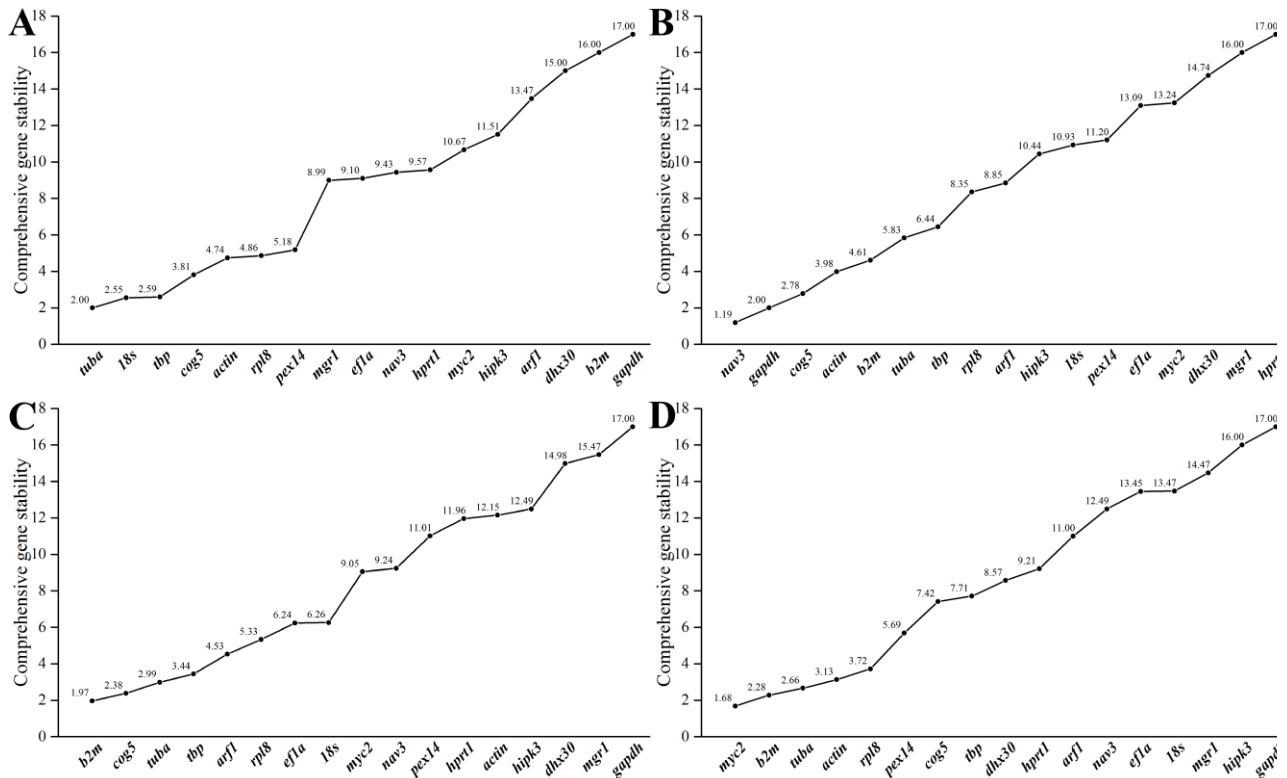 A
Comprehensive gene stability
18
16
14
12
10
8
6
4
2
0
2.00
2.55
2.59
3.81
4.74
4.86
5.18
8.99
9.10
9.43
9.57
10.67
11.51
13.47
15.00
16.00
17.00
tuba
18s
tbp
cog5
actin
rpl8
pex14
mgr1
ef1a
nav3
hprt1
myc2
hipk3
arf1
dhx30
b2m
gapdh
B
Comprehensive gene stability
18
16
14
12
10
8
6
4
2
0
1.19
2.00
2.78
3.98
4.61
5.83
6.44
8.35
8.85
10.44
10.93
11.20
13.09
13.24
14.74
16.00
17.00
nav3
gapdh
cog5
actin
b2m
tuba
tbp
rpl8
arf1
hipk3
18s
pex14
ef1a
myc2
dhx30
mgr1
C
Comprehensive gene stability
18
16
14
12
10
8
6
4
2
0
1.97
2.38
2.99
3.44
4.53
5.33
6.24
6.26
9.05
9.24
11.01
11.96
12.15
12.49
14.98
15.47
17.00
b2m
cog5
tuba
tbp
arf1
rpl8
ef1a
18s
myc2
nav3
pex14
hprt1
actin
hipk3
dhx30
mgr1
gapdh
D
Comprehensive gene stability
18
16
14
12
10
8
6
4
2
0
1.68
2.28
2.66
3.13
3.72
5.69
7.42
7.71
8.57
9.21
11.00
12.49
13.45
13.47
14.47
16.00
17.00
myc2
b2m
tuba
actin
rpl8
pex14
cog5
tbp
dhx30
hprt1
arf1
nav3
ef1a
18s
mgr1
hipk3